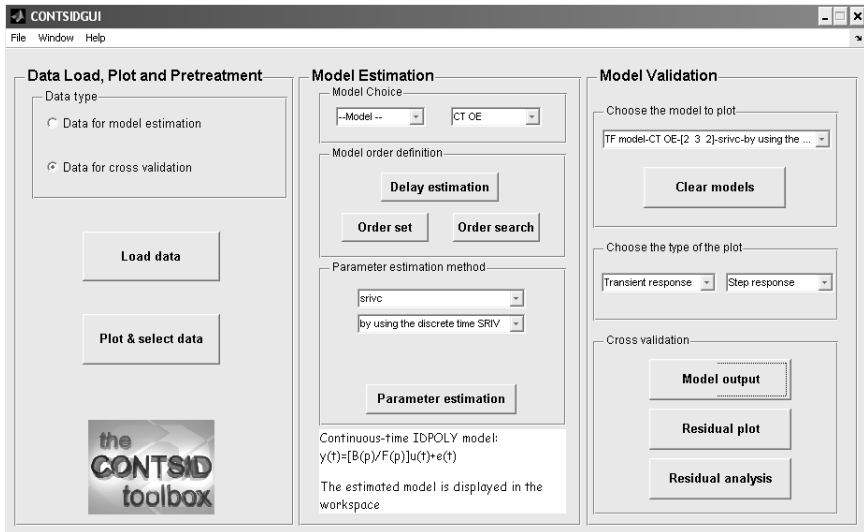 CONTSIDGUI
File Window Help
Data Load, Plot and Pretreatment
Data type
Data for model estimation
Data for cross validation
Load data
Plot & select data
the
CONTSID
toolbox
Model Estimation
Model Choice
--Model -- CT OE
Model order definition
Delay estimation
Order set Order search
Parameter estimation method
srivc
by using the discrete time SRIV
Parameter estimation
Continuous-time IDPOLY model:
y(t)=[B(p)/F(p)]u(t)+e(t)
The estimated model is displayed in the
workspace
Model Validation
Choose the model to plot
TF model-CT OE-[2 3 2]-srivc-by using the ...
Clear models
Choose the type of the plot
Transient response Step response
Cross validation
Model output
Residual plot
Residual analysis